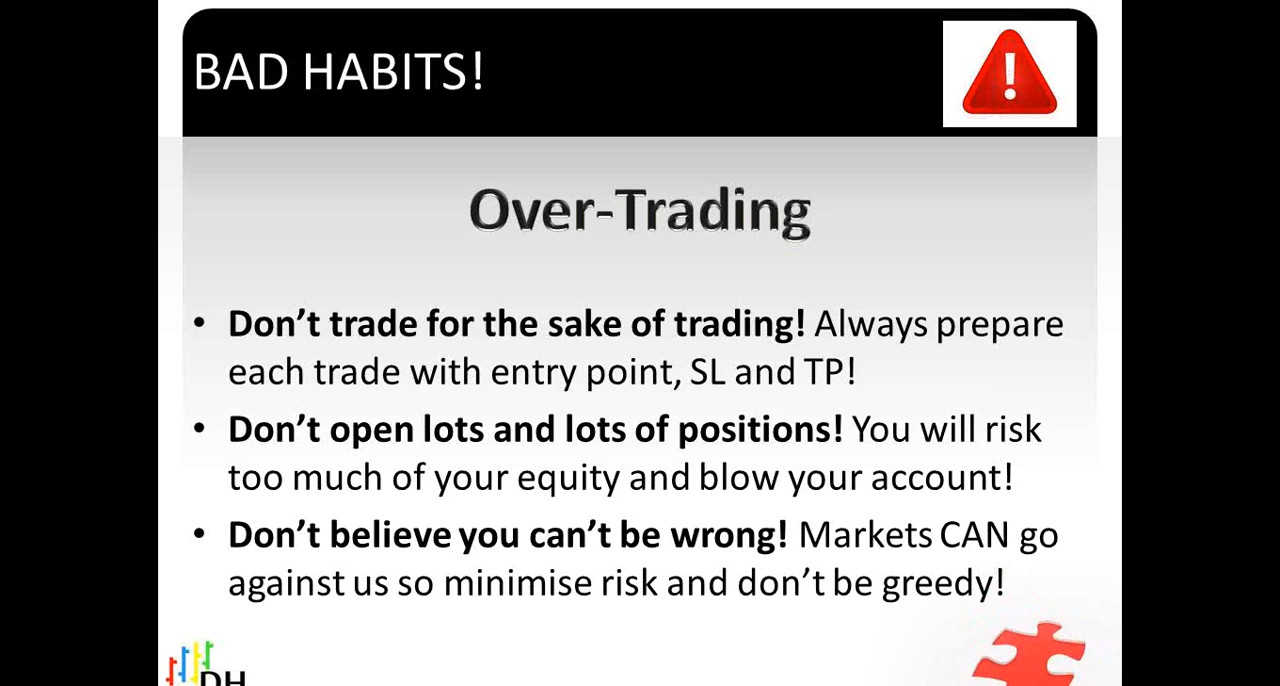 BAD HABITS!
Over-Trading
• Don't trade for the sake of trading! Always prepare
each trade with entry point, SL and TP!
• Don't open lots and lots of positions! You will risk
too much of your equity and blow your account!
• Don't believe you can't be wrong! Markets CAN go
against us so minimise risk and don't be greedy!
DH